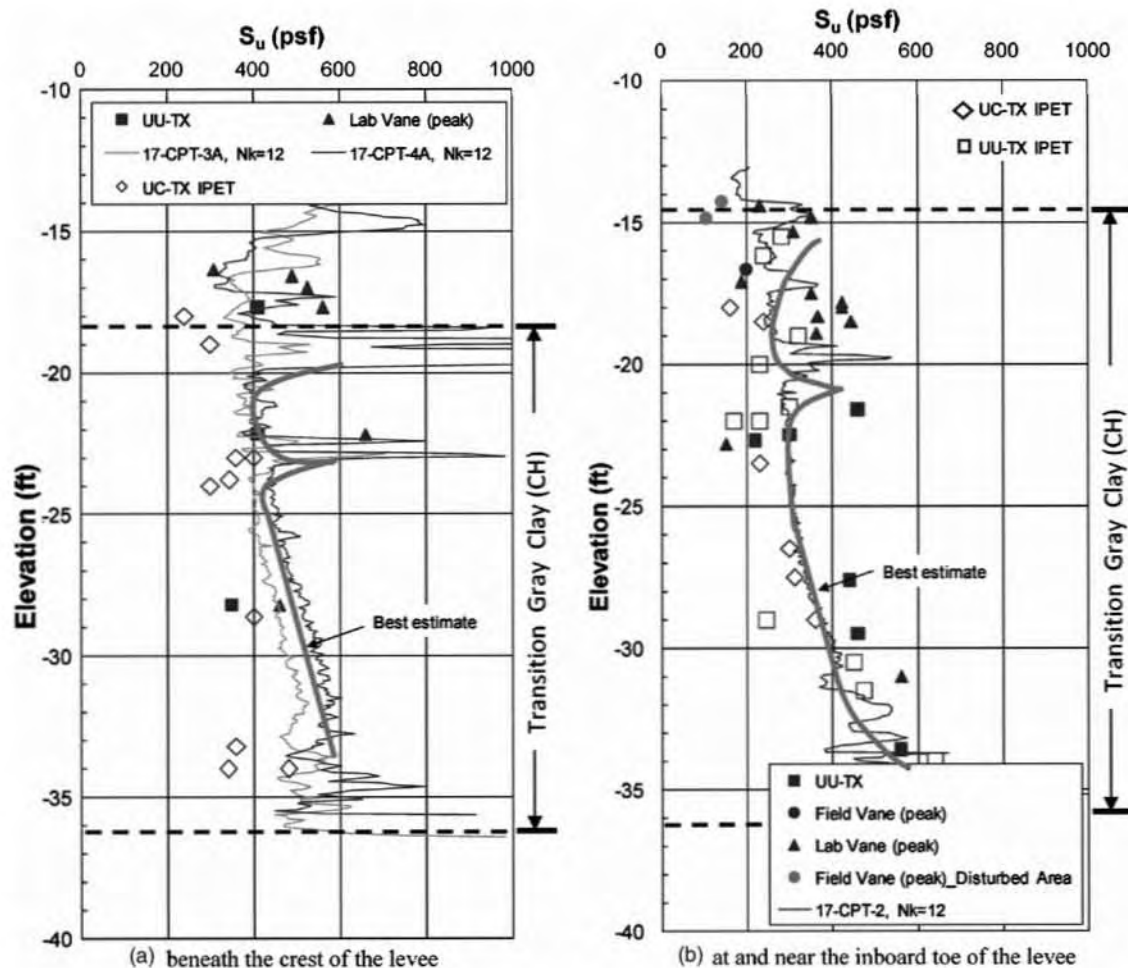 S_u (psf)
0 200 400 600 800 1000
-10
-15
-20
-25
-30
-35
-40
Elevation (ft)
UU-TX Lab Vane (peak)
17-CPT-3A, Nk=12 17-CPT-4A, Nk=12
UC-TX IPET
Best estimate
Transition Gray Clay (CH)
(a) beneath the crest of the levee
S_u (psf)
0 200 400 600 800 1000
-10
-15
-20
-25
-30
-35
-40
Elevation (ft)
UC-TX IPET
UU-TX IPET
Best estimate
Transition Gray Clay (CH)
UU-TX
Field Vane (peak)
Lab Vane (peak)
Field Vane (peak)_Disturbed Area
17-CPT-2, Nk=12
(b) at and near the inboard toe of the levee